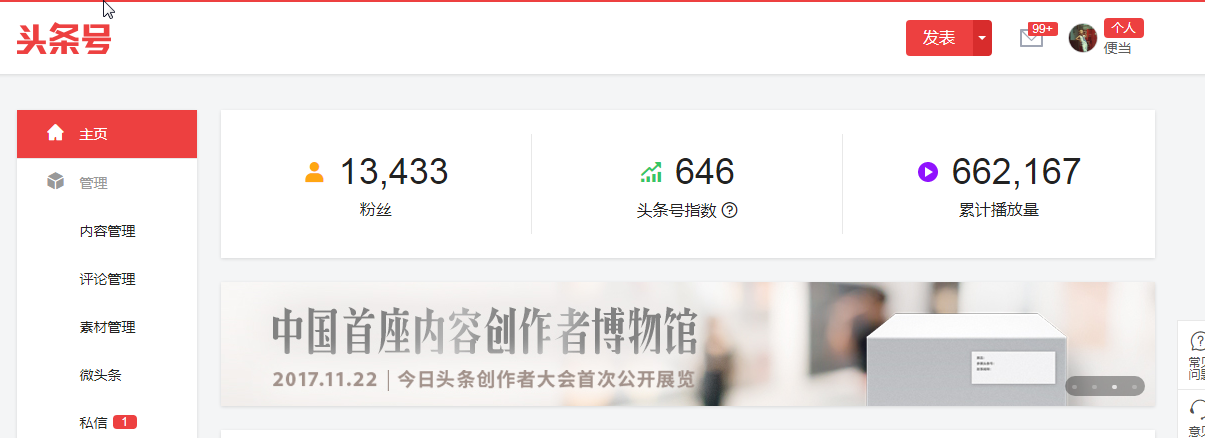 头条号
发表
99+
个人
便当
主页
管理
内容管理
评论管理
素材管理
微头条
私信 1
13,433
粉丝
646
头条号指数
662,167
累计播放量
中国首座内容创作者博物馆
2017.11.22 | 今日头条创作者大会首次公开展览
常见
问题